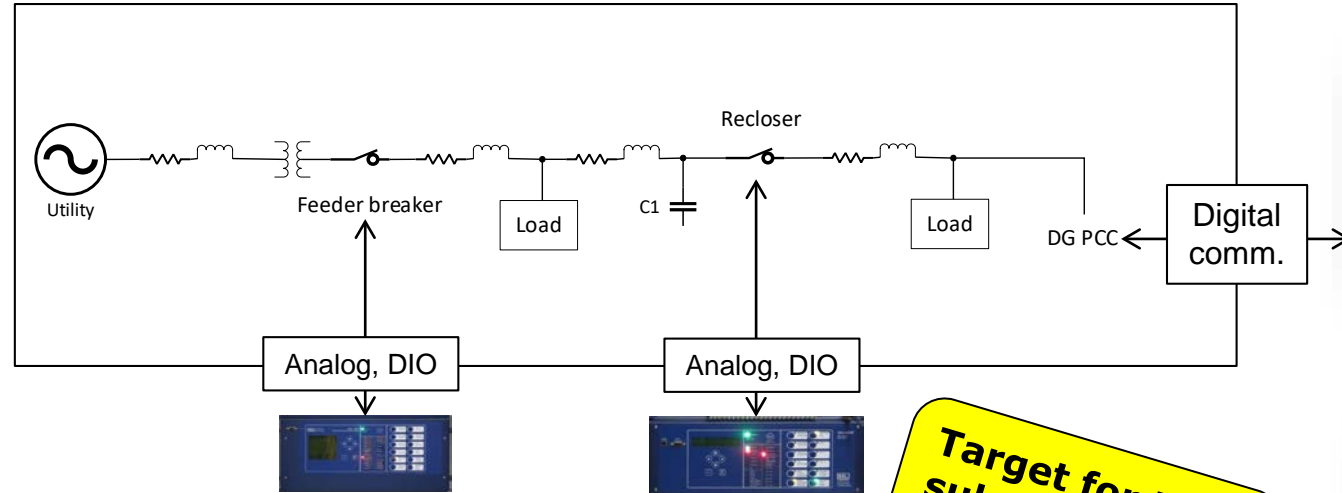 Recloser
Utility
Feeder breaker
Load
C1
Load
DG PCC
Digital
comm.
Analog, DIO
Analog, DIO
Target for